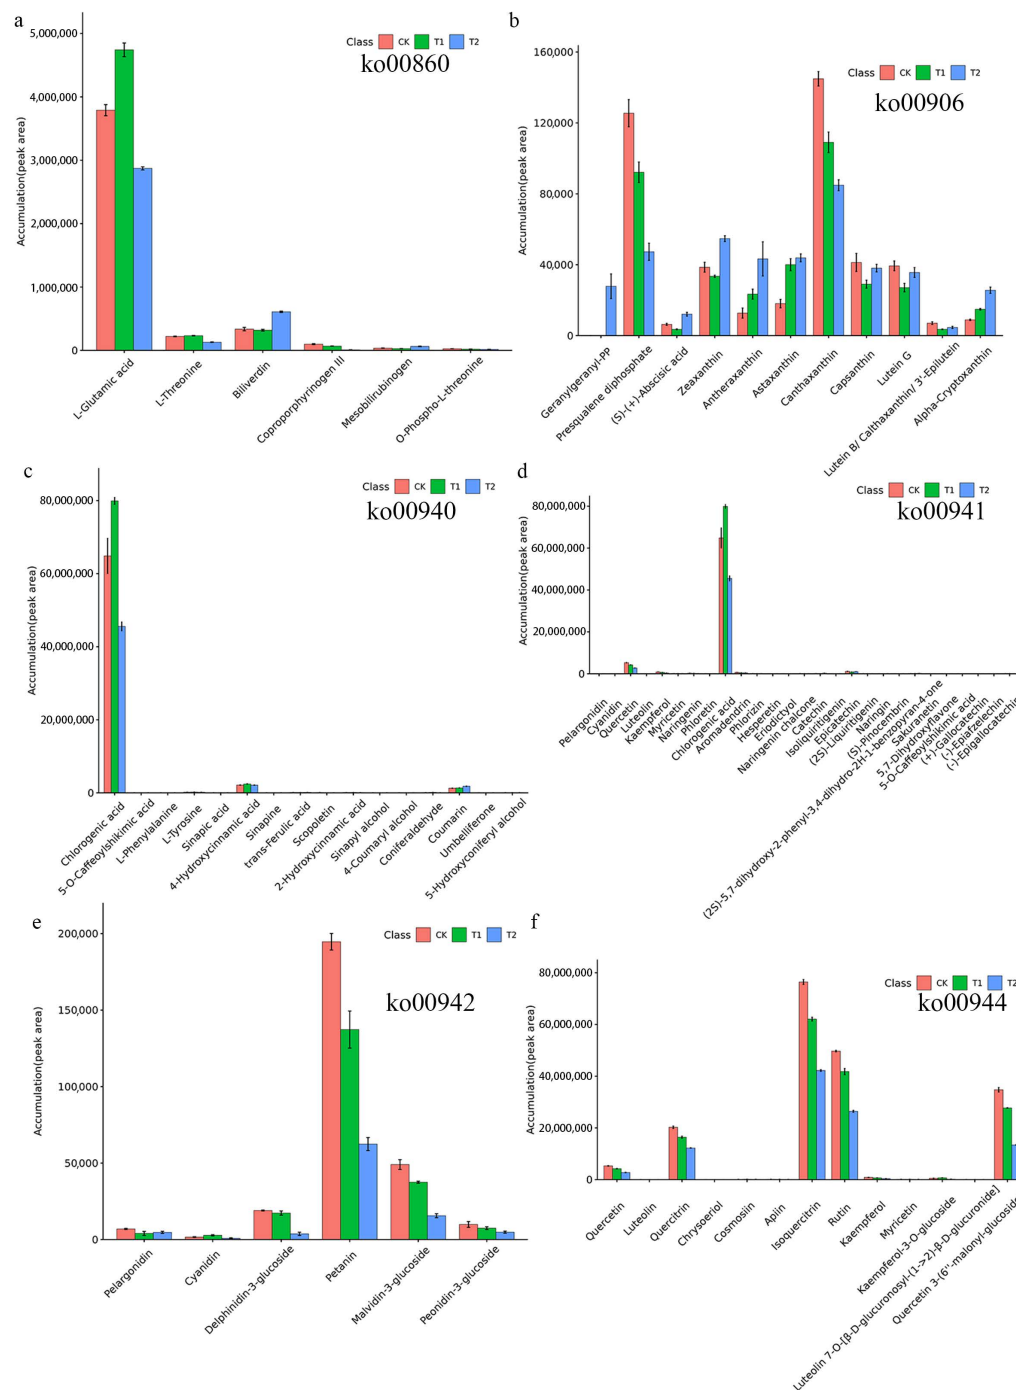 a
Class CK T1 T2
ko00860
Accumulation(peak area)
5,000,000
4,000,000
3,000,000
2,000,000
1,000,000
0
L-Glutamic acid
L-Threonine
Biliverdin
Coproporphyrinogen III
Mesobilirubinogen
O-Phospho-L-threonine
b
Class CK T1 T2
ko00906
Accumulation(peak area)
160,000
120,000
80,000
40,000
0
Geranylgeranyl-PP
Presqualene diphosphate
(S)-(+)-Abscisic acid
Zeaxanthin
Antheraxanthin
Astaxanthin
Canthaxanthin
Capsanthin
Lutein G
Lutein B/ Calthaxanthin/ 3'-Epilutein
Alpha-Cryptoxanthin
c
Class CK T1 T2
ko00940
Accumulation(peak area)
80,000,000
60,000,000
40,000,000
20,000,000
0
Chlorogenic acid
5-O-Caffeoylshikimic acid
L-Phenylalanine
L-Tyrosine
Sinapic acid
4-Hydroxycinnamic acid
Sinapine
trans-Ferulic acid
Scopoletin
2-Hydroxycinnamic acid
Sinapyl alcohol
4-Coumaryl alcohol
Coniferaldehyde
Coumarin
Umbelliferone
5-Hydroxyconiferyl alcohol
d
Class CK T1 T2
ko00941
Accumulation(peak area)
80,000,000
60,000,000
40,000,000
20,000,000
0
Pelargonidin
Cyanidin
Quercetin
Luteolin
Kaempferol
Myricetin
Naringenin
Phloretin
Chlorogenic acid
Aromadendrin
Phlorizin
Hesperetin
Eriodictyol
Naringenin chalcone
Catechin
Isoliquiritigenin
Epicatechin
(2S)-Liquiritigenin
Naringin
(S)-Pinocembrin
(2S)-5,7-dihydroxy-2-phenyl-3,4-dihydro-2H-1-benzopyran-4-one
Sakuranetin
5,7-Dihydroxyflavone
5-O-Caffeoylshikimic acid
(+)-Gallocatechin
(-)-Epiafzelechin
(-)-Epigallocatechin
e
Class CK T1 T2
ko00942
Accumulation(peak area)
200,000
150,000
100,000
50,000
0
Pelargonidin
Cyanidin
Delphinidin-3-glucoside
Petanin
Malvidin-3-glucoside
Peonidin-3-glucoside
f
Class CK T1 T2
ko00944
Accumulation(peak area)
80,000,000
60,000,000
40,000,000
20,000,000
0
Quercetin
Luteolin
Quercitrin
Chrysoeriol
Cosmosiin
Apiin
Isoquercitrin
Rutin
Kaempferol
Myricetin
Kaempferol-3-O-glucoside
Luteolin 7-O-[β-D-glucuronosyl-(1->2)-β-D-glucuronide]
Quercetin 3-(6''-malonyl-glucoside)